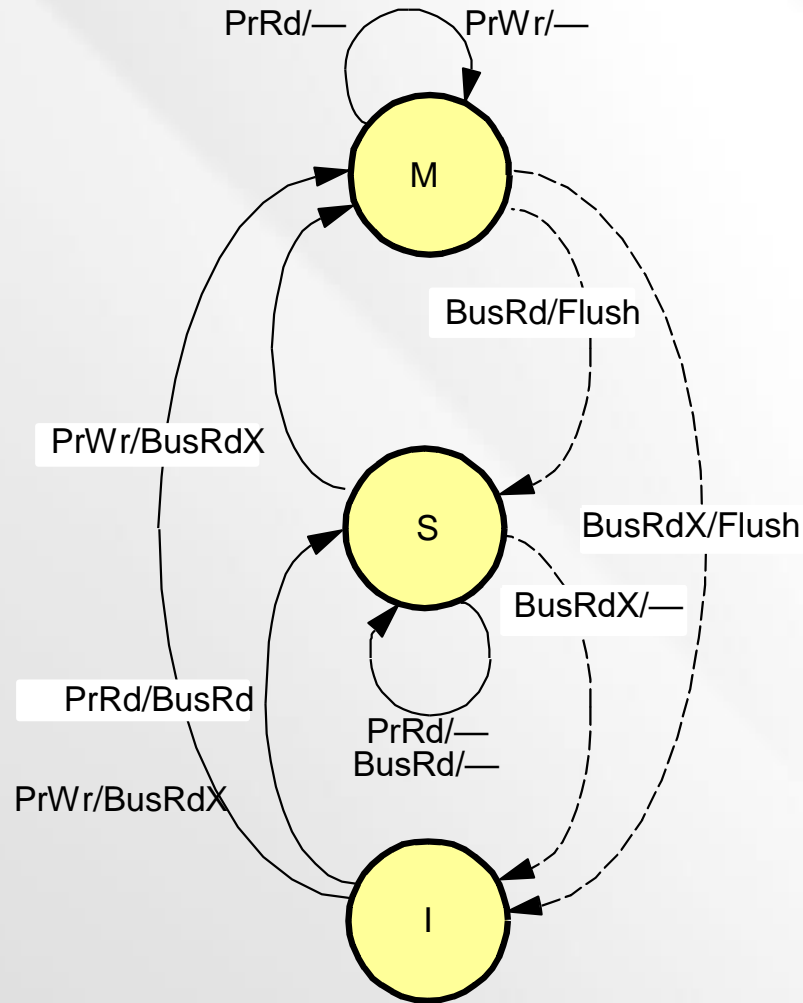 PrRd/— PrWr/—
M
BusRd/Flush
PrWr/BusRdX
S
BusRdX/Flush
BusRdX/—
PrRd/BusRd
PrRd/—
BusRd/—
PrWr/BusRdX
I